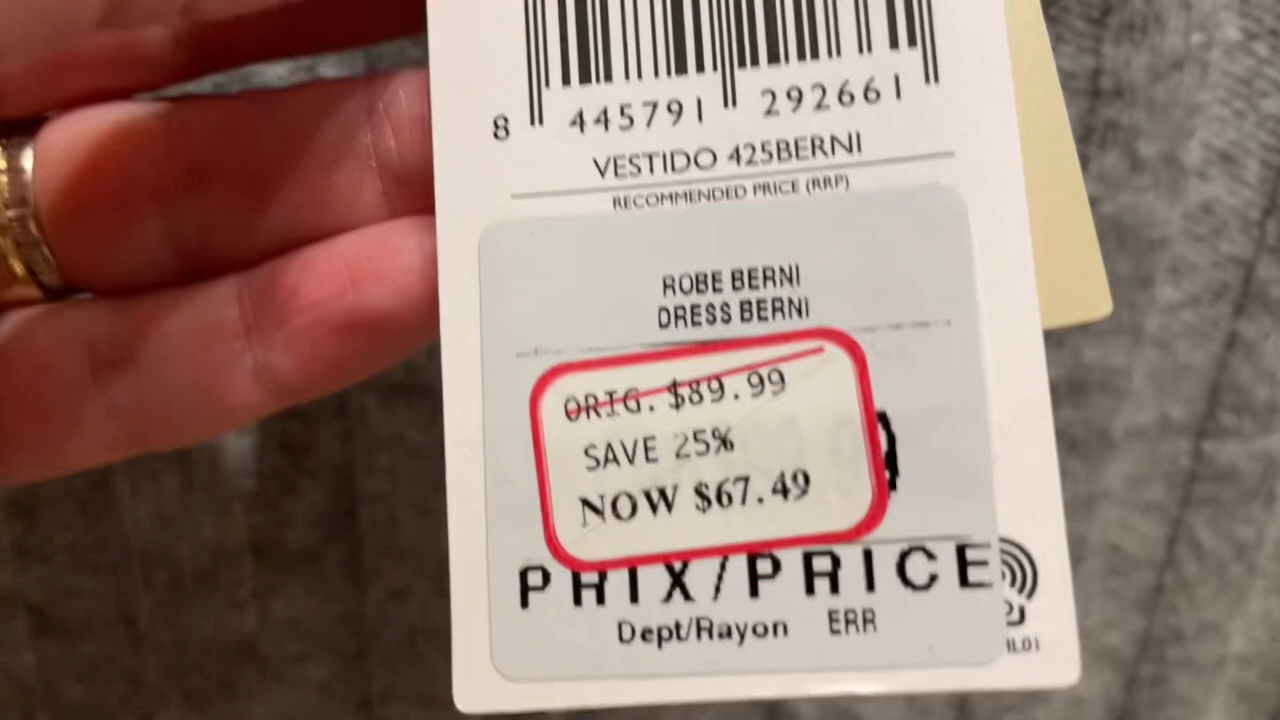 8 445791 292661
VESTIDO 425BERNI
RECOMMENDED PRICE (RRP)
ROBE BERNI
DRESS BERNI
ORIG. $89.99
SAVE 25%
NOW $67.49
PRIX/PRICE
Dept/Rayon ERR